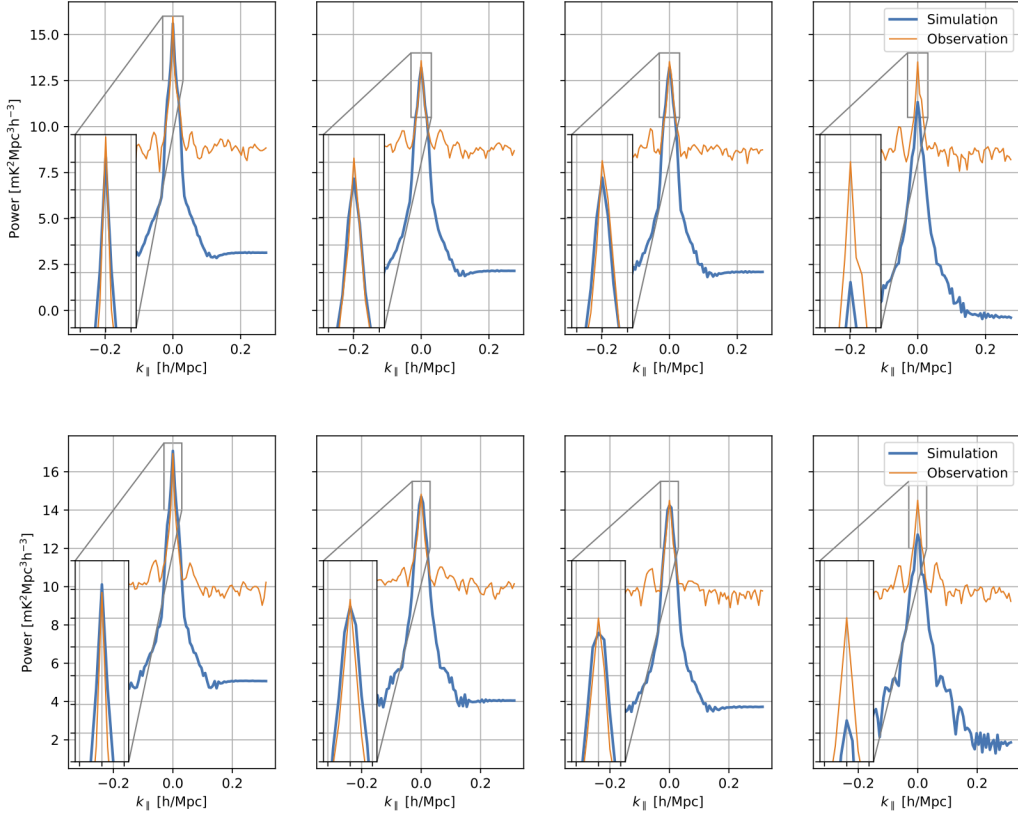 15.0
12.5
10.0
7.5
5.0
2.5
0.0
Power [mK²Mpc³h⁻³]
Simulation
Observation
−0.2 0.0 0.2 −0.2 0.0 0.2 −0.2 0.0 0.2 −0.2 0.0 0.2
k∥ [h/Mpc] k∥ [h/Mpc] k∥ [h/Mpc] k∥ [h/Mpc]
16
14
12
10
8
6
4
2
Power [mK²Mpc³h⁻³]
Simulation
Observation
−0.2 0.0 0.2 −0.2 0.0 0.2 −0.2 0.0 0.2 −0.2 0.0 0.2
k∥ [h/Mpc] k∥ [h/Mpc] k∥ [h/Mpc] k∥ [h/Mpc]